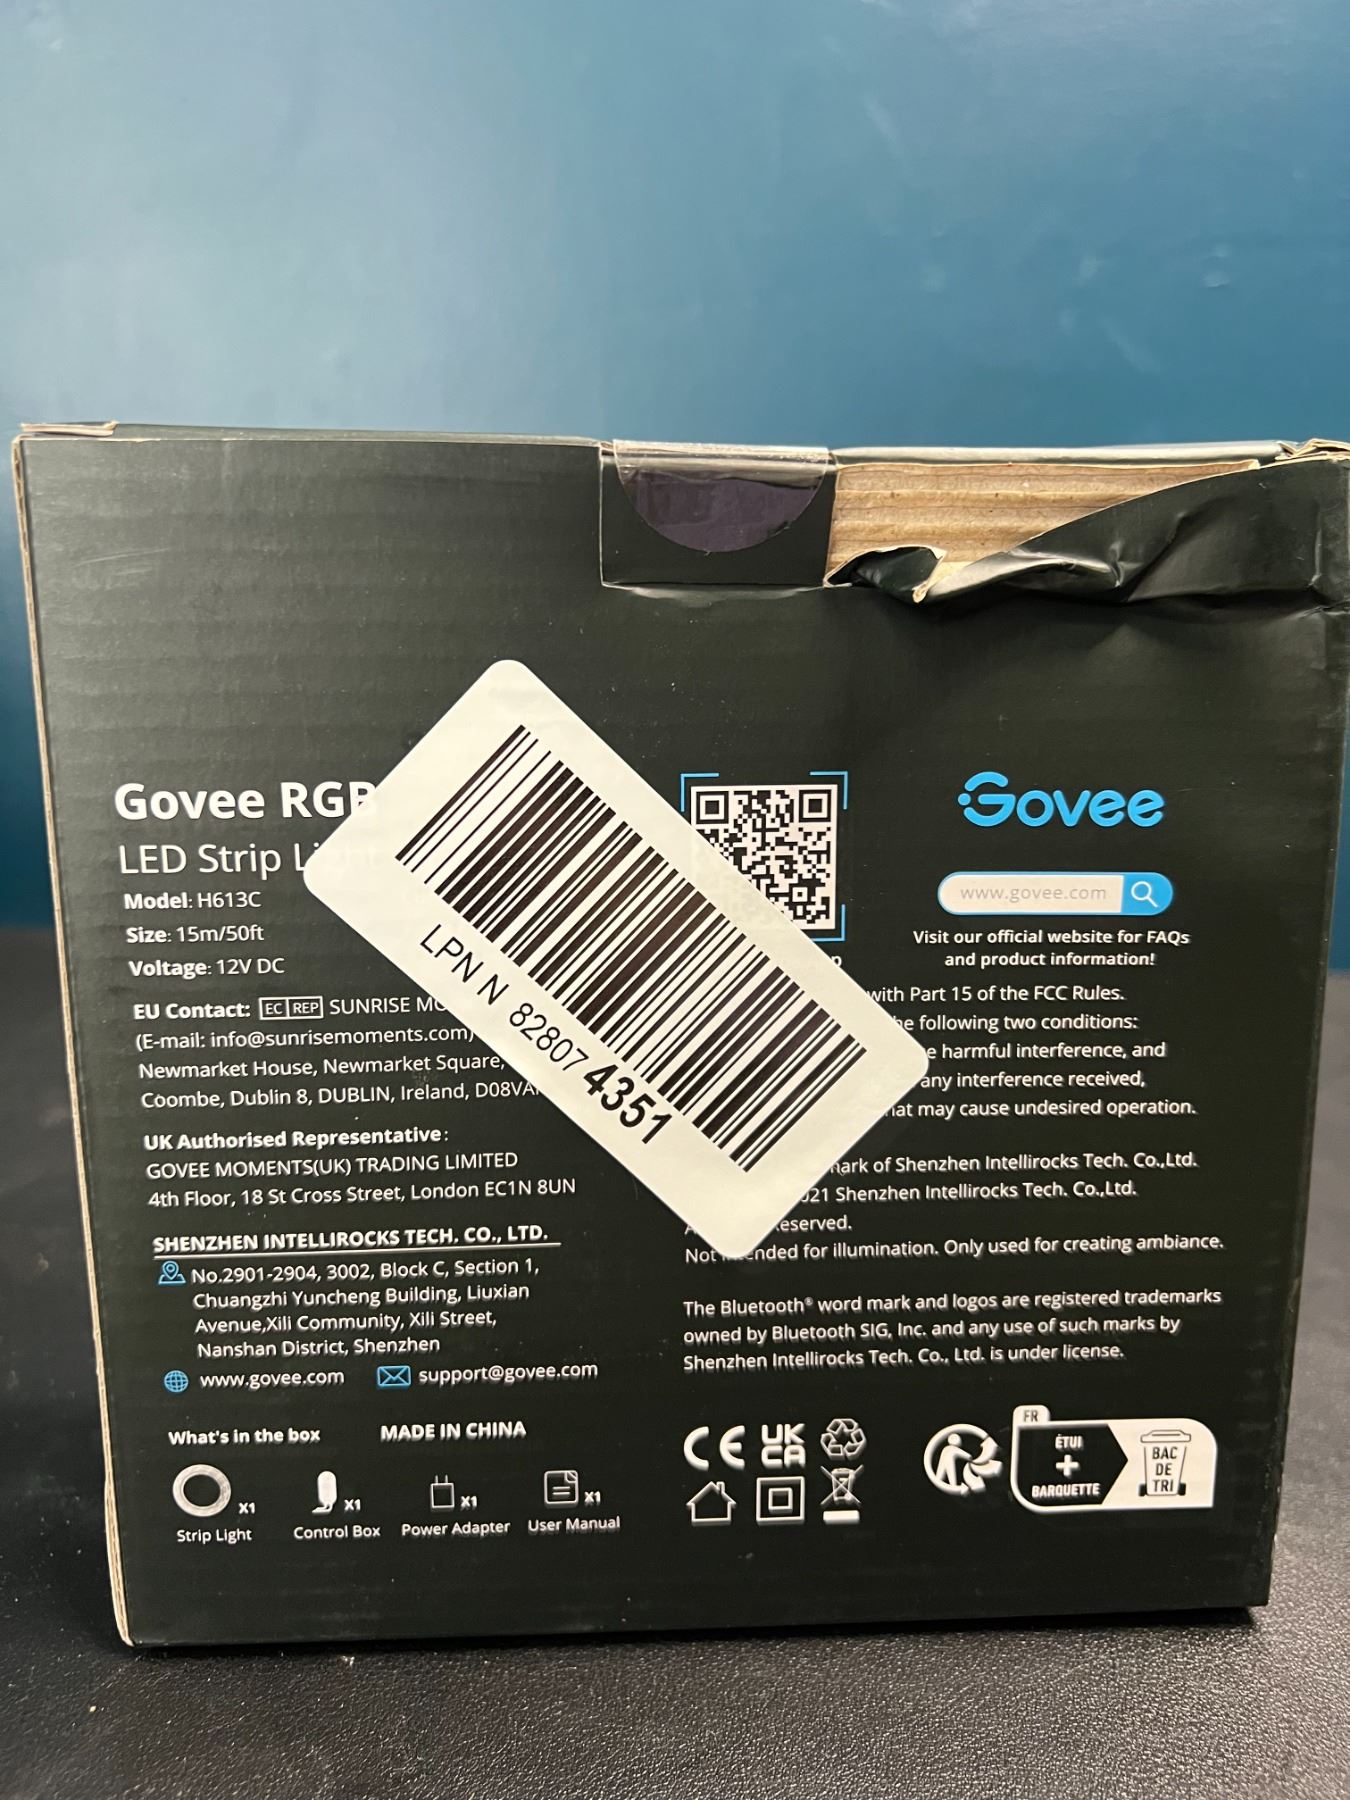 Govee RGB
LED Strip Light
Model: H613C
Size: 15m/50ft
Voltage: 12V DC
EU Contact: EC REP SUNRISE
(E-mail: info@sunrisemoments.com)
Newmarket House, Newmarket Square,
Coombe, Dublin 8, DUBLIN, Ireland,
UK Authorised Representative:
GOVEE MOMENTS(UK) TRADING LIMITED
4th Floor, 18 St Cross Street, London EC1N 8UN
SHENZHEN INTELLIROCKS TECH. CO., LTD.
No.2901-2904, 3002, Block C, Section 1,
Chuangzhi Yuncheng Building, Liuxian
Avenue,Xili Community, Xili Street,
Nanshan District, Shenzhen
www.govee.com support@govee.com
What's in the box MADE IN CHINA
X1 X1 X1 X1
Strip Light Control Box Power Adapter User Manual
LPN N 828074351
Govee
www.govee.com
Visit our official website for FAQs
and product information!
with Part 15 of the FCC Rules.
following two conditions:
harmful interference, and
any interference received,
may cause undesired operation.
of Shenzhen Intellirocks Tech. Co.,Ltd.
Shenzhen Intellirocks Tech. Co.,Ltd.
Not for illumination. Only used for creating ambiance.
The Bluetooth® word mark and logos are registered trademarks
owned by Bluetooth SIG, Inc. and any use of such marks by
Shenzhen Intellirocks Tech. Co., Ltd. is under license.
CE UK
CA
FR
ÉTUI
+
BARQUETTE
BAC
DE
TRI